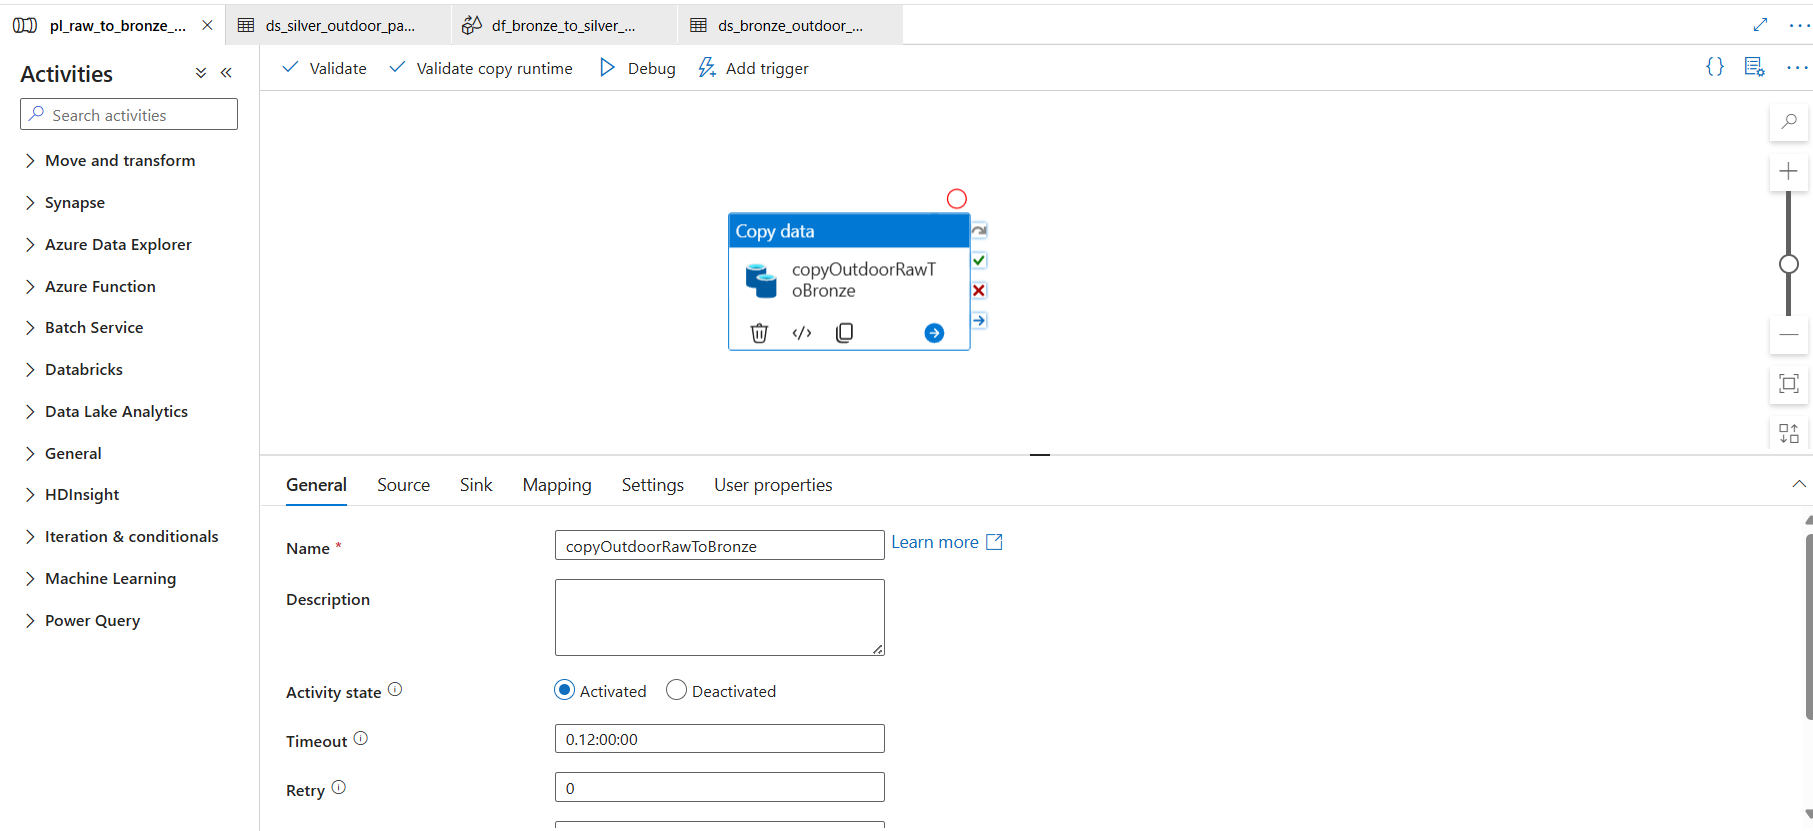 pl_raw_to_bronze_...
ds_silver_outdoor_pa...
df_bronze_to_silver_...
ds_bronze_outdoor_...
Activities
Validate
Validate copy runtime
Debug
Add trigger
{}
Search activities
Move and transform
Synapse
Azure Data Explorer
Azure Function
Batch Service
Databricks
Data Lake Analytics
General
HDInsight
Iteration & conditionals
Machine Learning
Power Query
Copy data
copyOutdoorRawT
oBronze
General
Source
Sink
Mapping
Settings
User properties
Name *
copyOutdoorRawToBronze
Learn more
Description
Activity state
Activated
Deactivated
Timeout
0.12:00:00
Retry
0